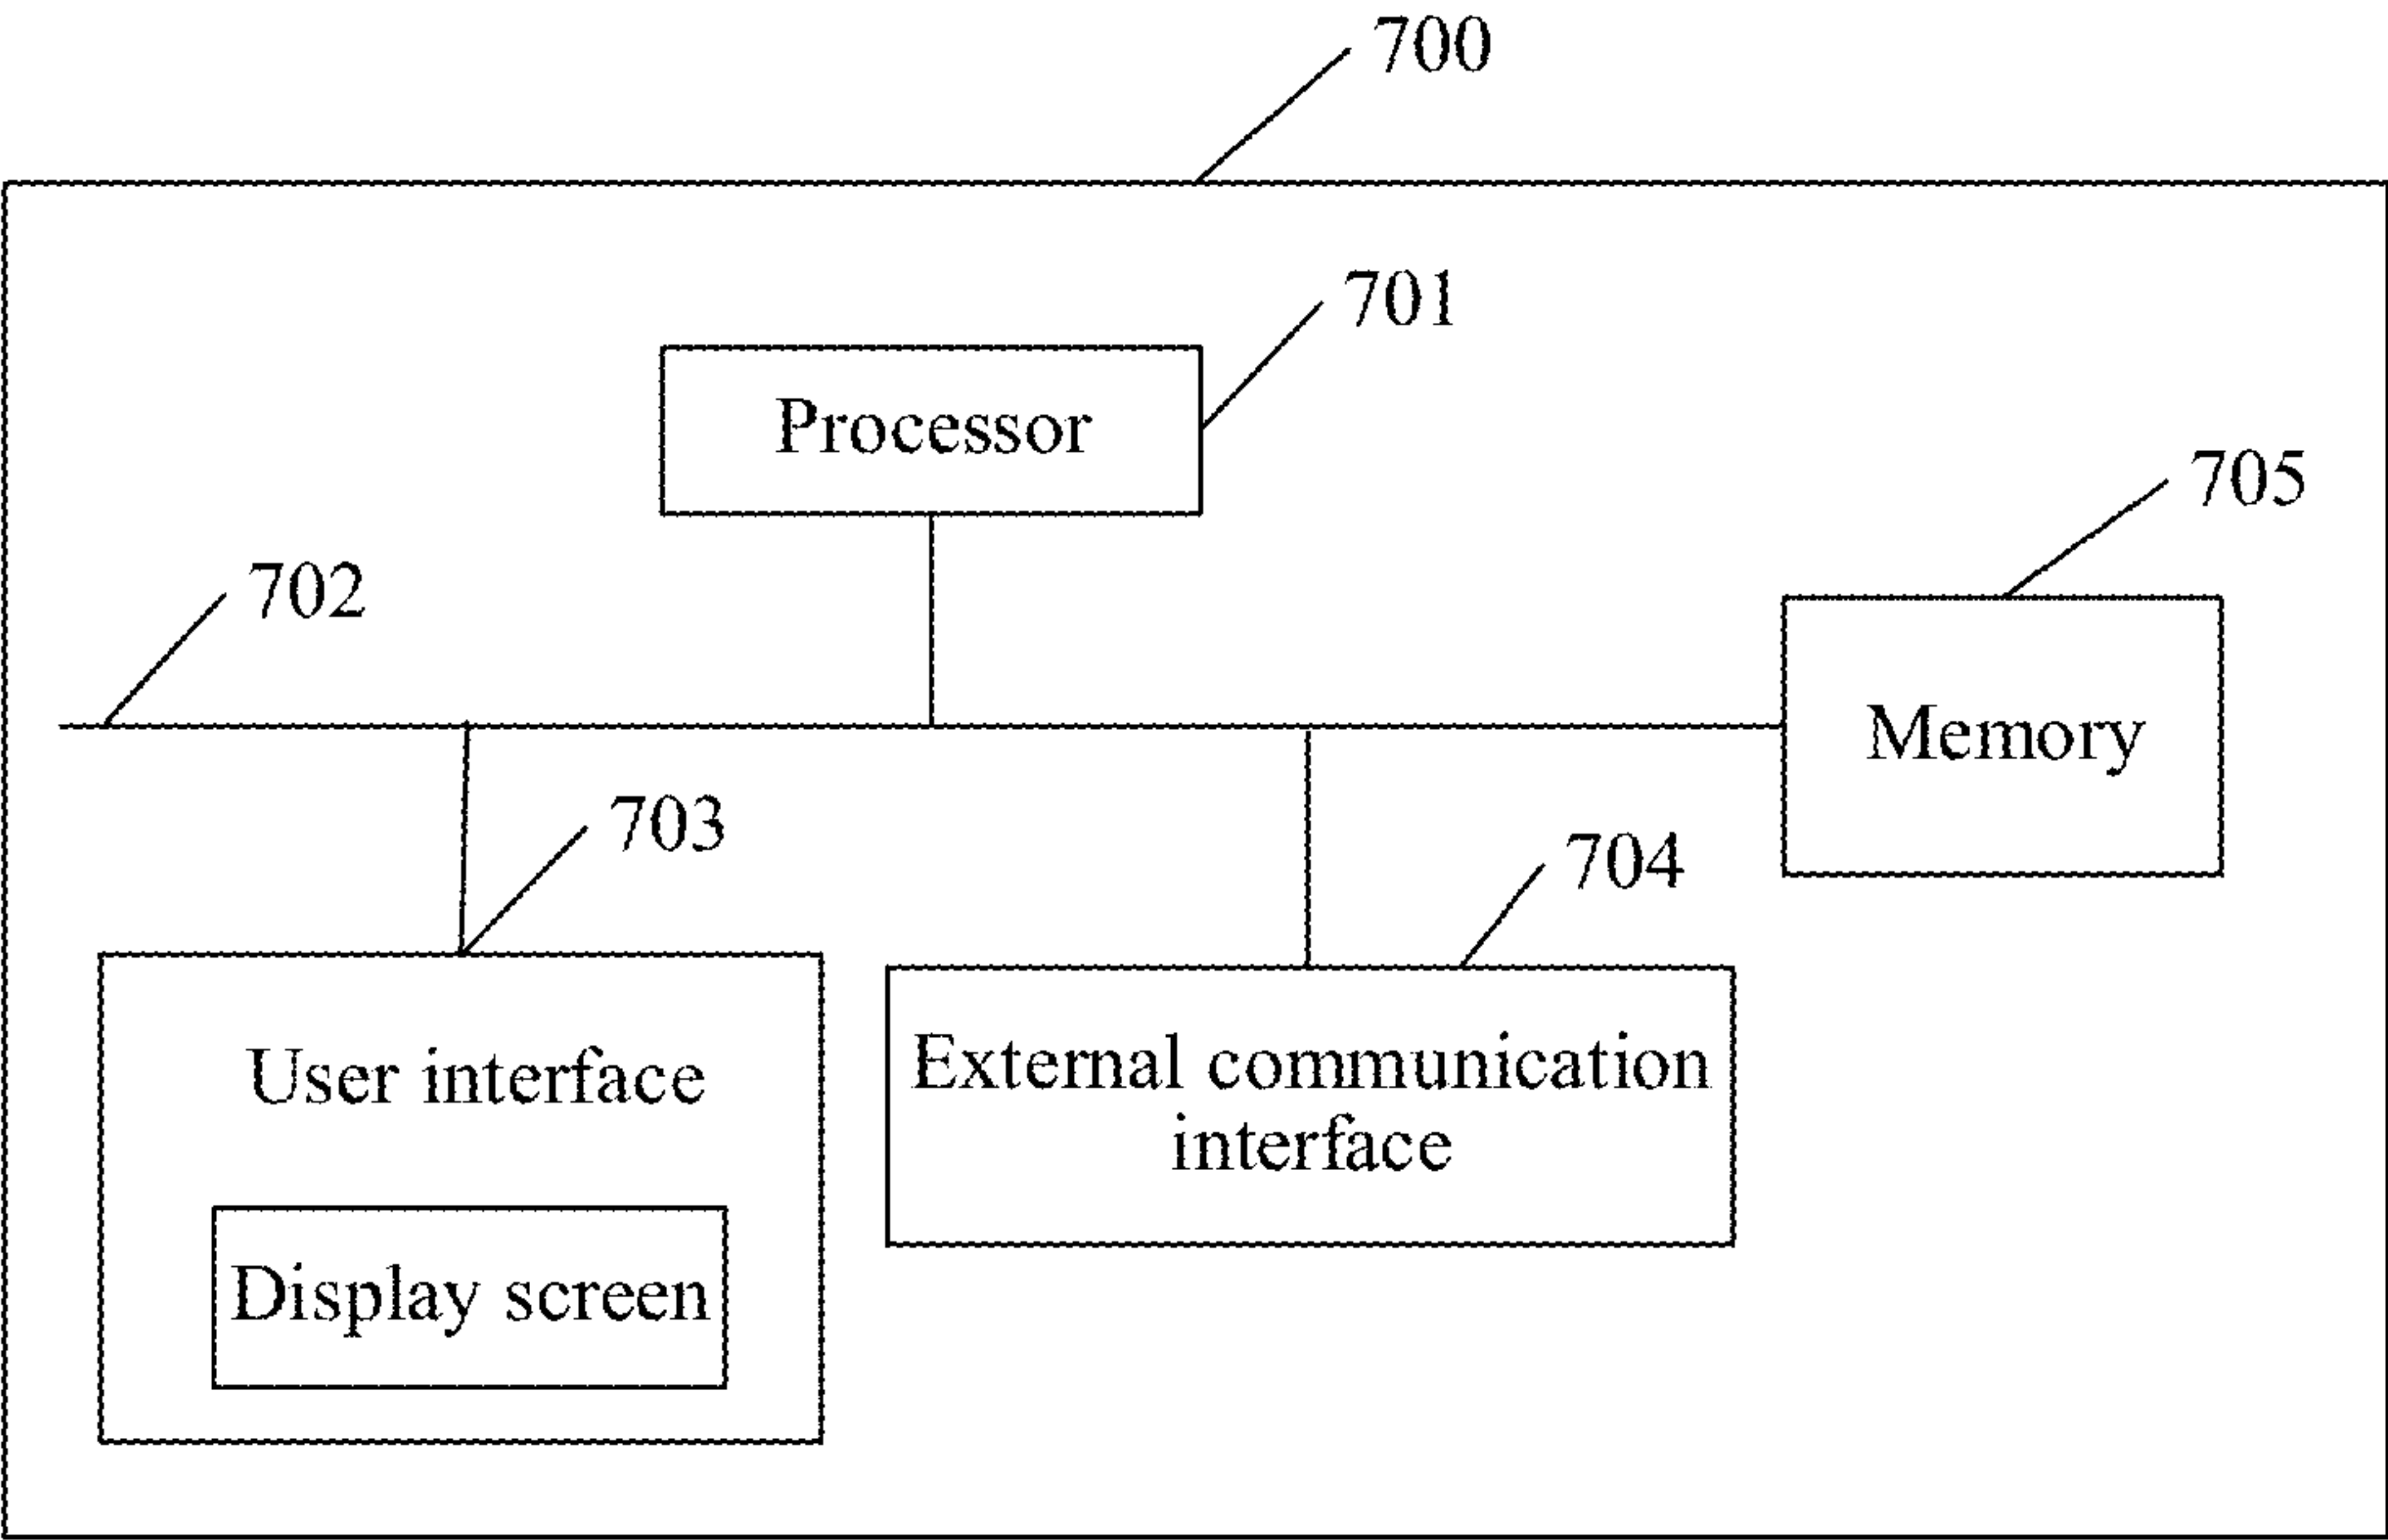 700
701
Processor
705
702
Memory
703
704
User interface
External communication
interface
Display screen